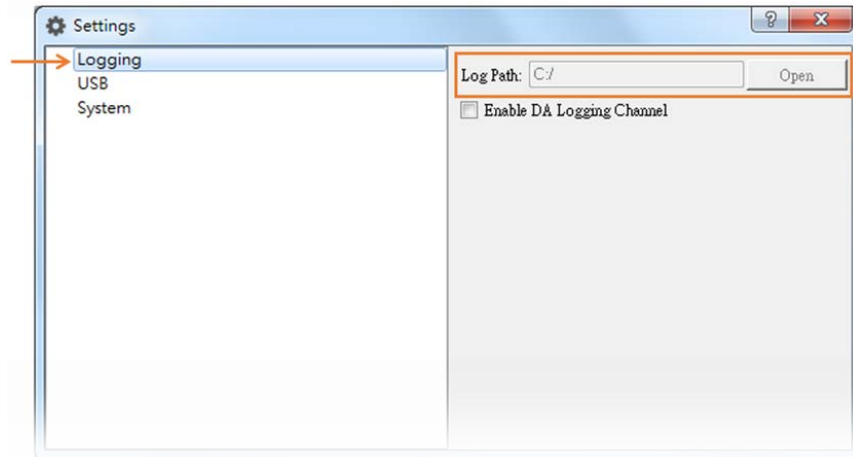 Settings
Logging
USB
System
Log Path: C:/ Open
Enable DA Logging Channel